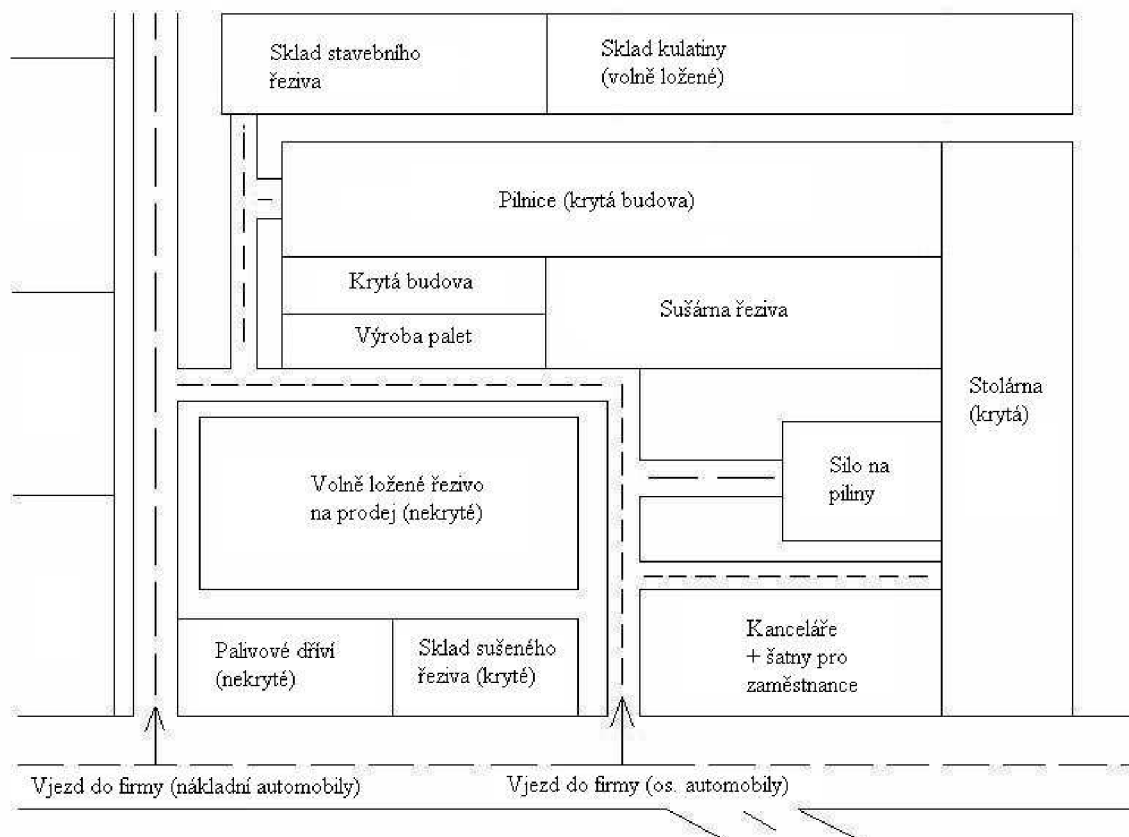 Sklad stavebního
řeziva
Sklad kulatiny
(volně ložené)
Pilnice (krytá budova)
Krytá budova
Výroba palet
Sušárna řeziva
Stolárna
(krytá)
Silo na
piliny
Volně ložené řezivo
na prodej (nekryté)
Palivové dříví
(nekryté)
Sklad sušeného
řeziva (kryté)
Kanceláře
+ šatny pro
zaměstnance
Vjezd do firmy (nákladní automobily)
Vjezd do firmy (os. automobily)